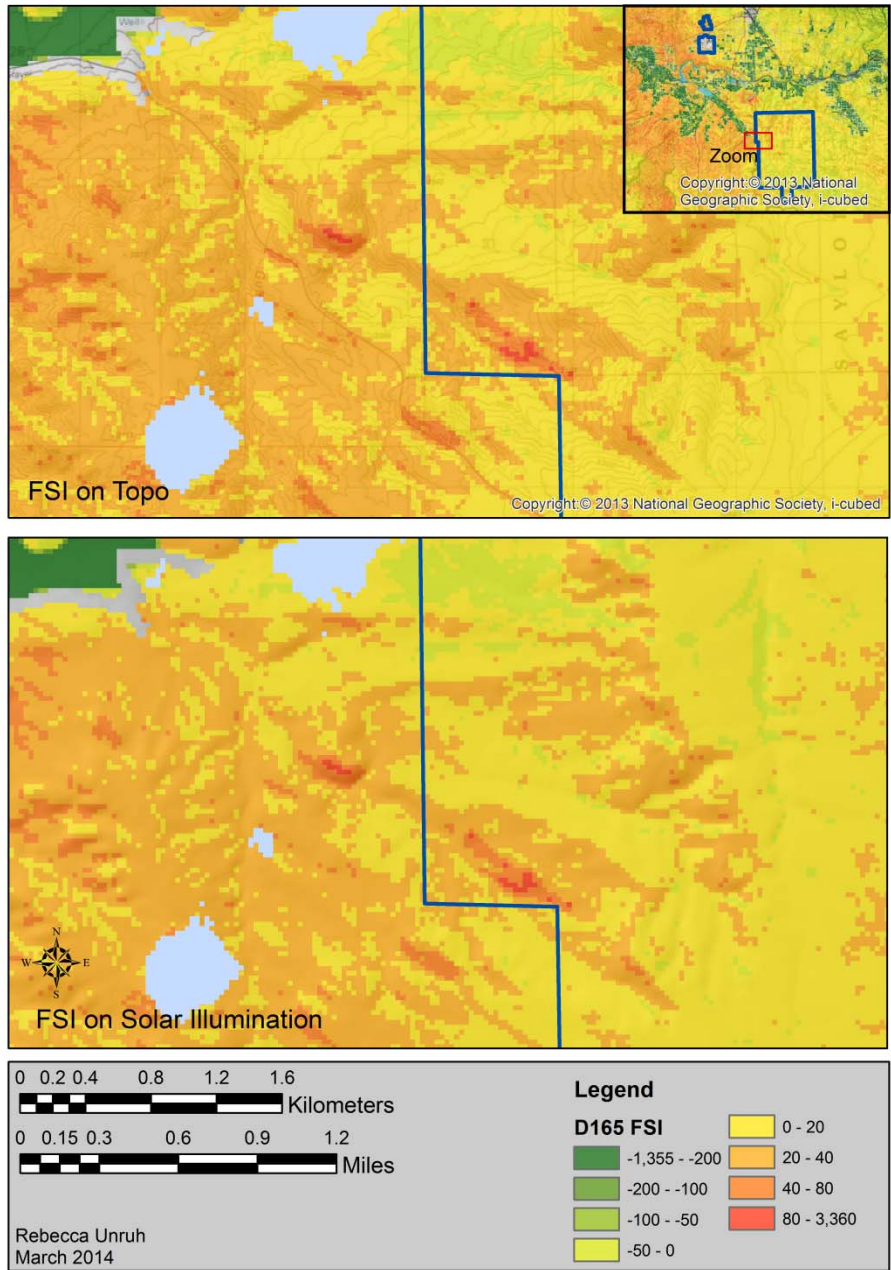 Wells
Zoom
Copyright:© 2013 National
Geographic Society, i-cubed
S A Y L O
FSI on Topo
Copyright:© 2013 National Geographic Society, i-cubed
N
W E
S
FSI on Solar Illumination
0 0.2 0.4 0.8 1.2 1.6
Kilometers
0 0.15 0.3 0.6 0.9 1.2
Miles
Rebecca Unruh
March 2014
Legend
D165 FSI
-1,355 - -200
-200 - -100
-100 - -50
-50 - 0
0 - 20
20 - 40
40 - 80
80 - 3,360